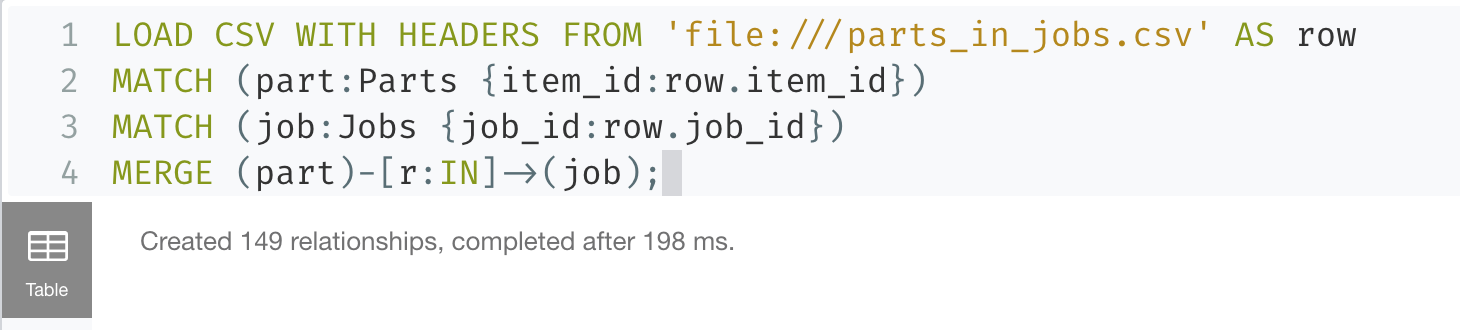 1 LOAD CSV WITH HEADERS FROM 'file:///parts_in_jobs.csv' AS row
2 MATCH (part:Parts {item_id:row.item_id})
3 MATCH (job:Jobs {job_id:row.job_id})
4 MERGE (part)-[r:IN]->(job);
Created 149 relationships, completed after 198 ms.
Table